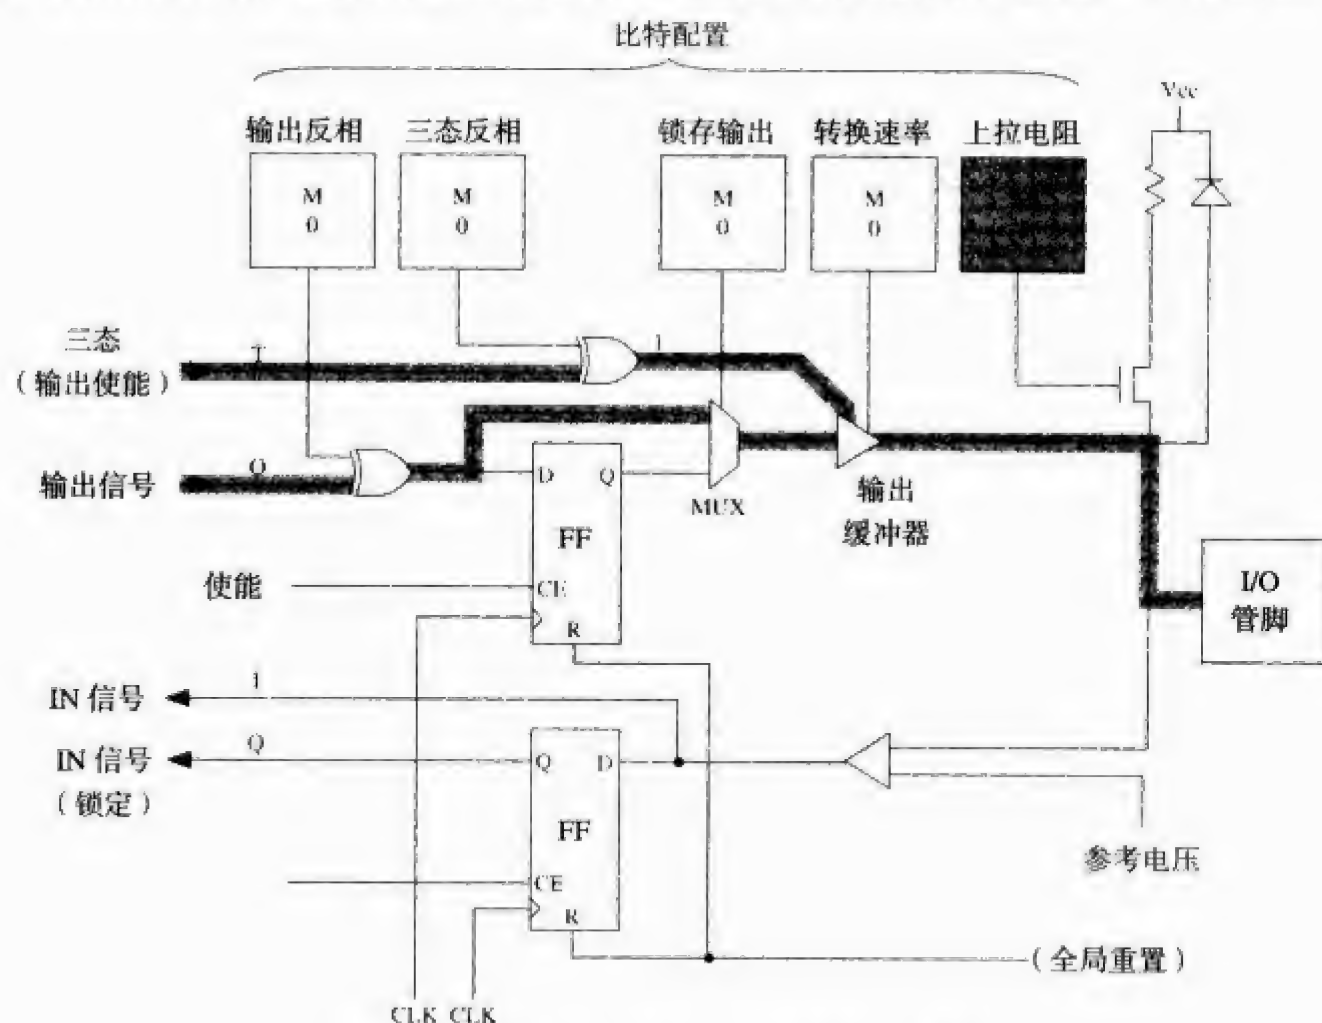 比特配置
Vcc
输出反相
三态反相
锁存输出
转换速率
上拉电阻
M
0
M
0
M
0
M
0
三态
（输出使能）
T
1
输出信号
O
D
Q
FF
CE
R
MUX
输出
缓冲器
使能
I/O
管脚
IN 信号
I
IN 信号
（锁定）
Q
Q
D
FF
CE
R
参考电压
（全局重置）
CLK CLK